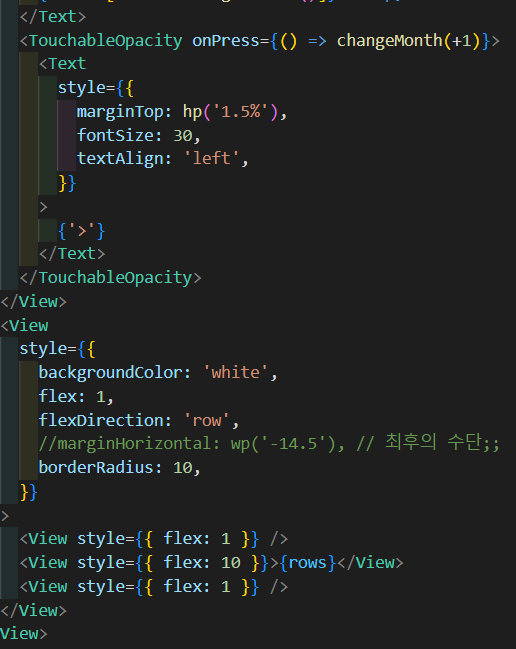 </Text>
<TouchableOpacity onPress={() => changeMonth(+1)}>
<Text
style={{
marginTop: hp('1.5%'),
fontSize: 30,
textAlign: 'left',
}}
>
{'>'}
</Text>
</TouchableOpacity>
</View>
<View
style={{
backgroundColor: 'white',
flex: 1,
flexDirection: 'row',
//marginHorizontal: wp('-14.5'), // 최후의 수단;;
borderRadius: 10,
}}
>
<View style={{ flex: 1 }} />
<View style={{ flex: 10 }}>{rows}</View>
<View style={{ flex: 1 }} />
</View>
View>